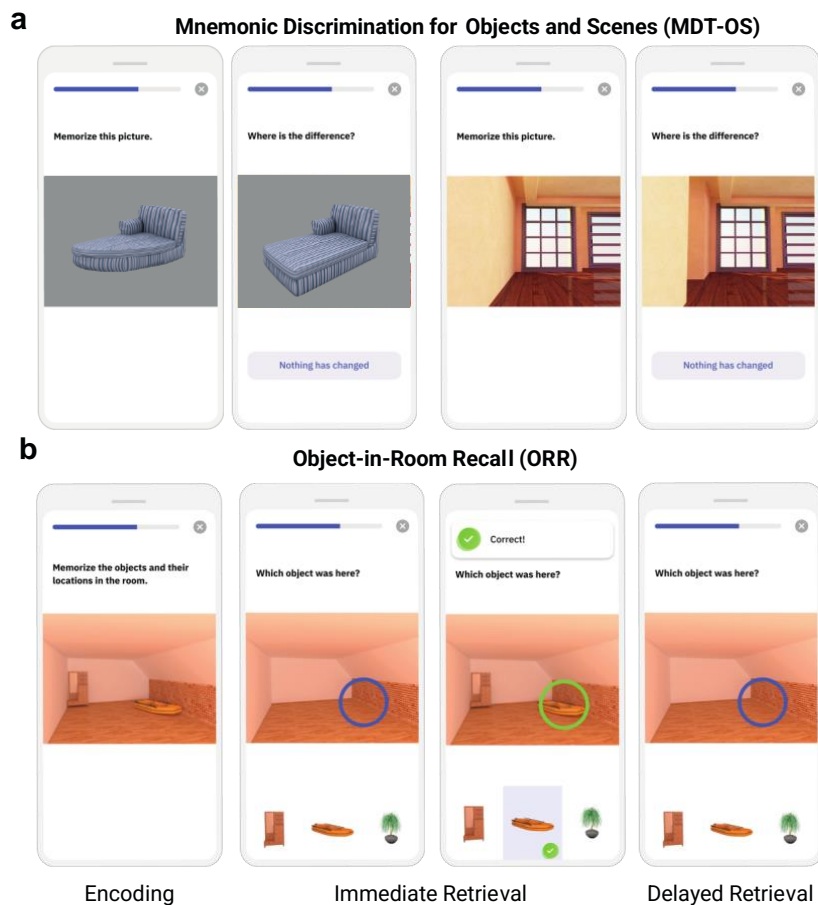 a
Mnemonic Discrimination for Objects and Scenes (MDT-OS)
Memorize this picture.
Where is the difference?
Memorize this picture.
Where is the difference?
Nothing has changed
Nothing has changed
b
Object-in-Room Recall (ORR)
Memorize the objects and their
locations in the room.
Which object was here?
Correct!
Which object was here?
Which object was here?
Encoding
Immediate Retrieval
Delayed Retrieval